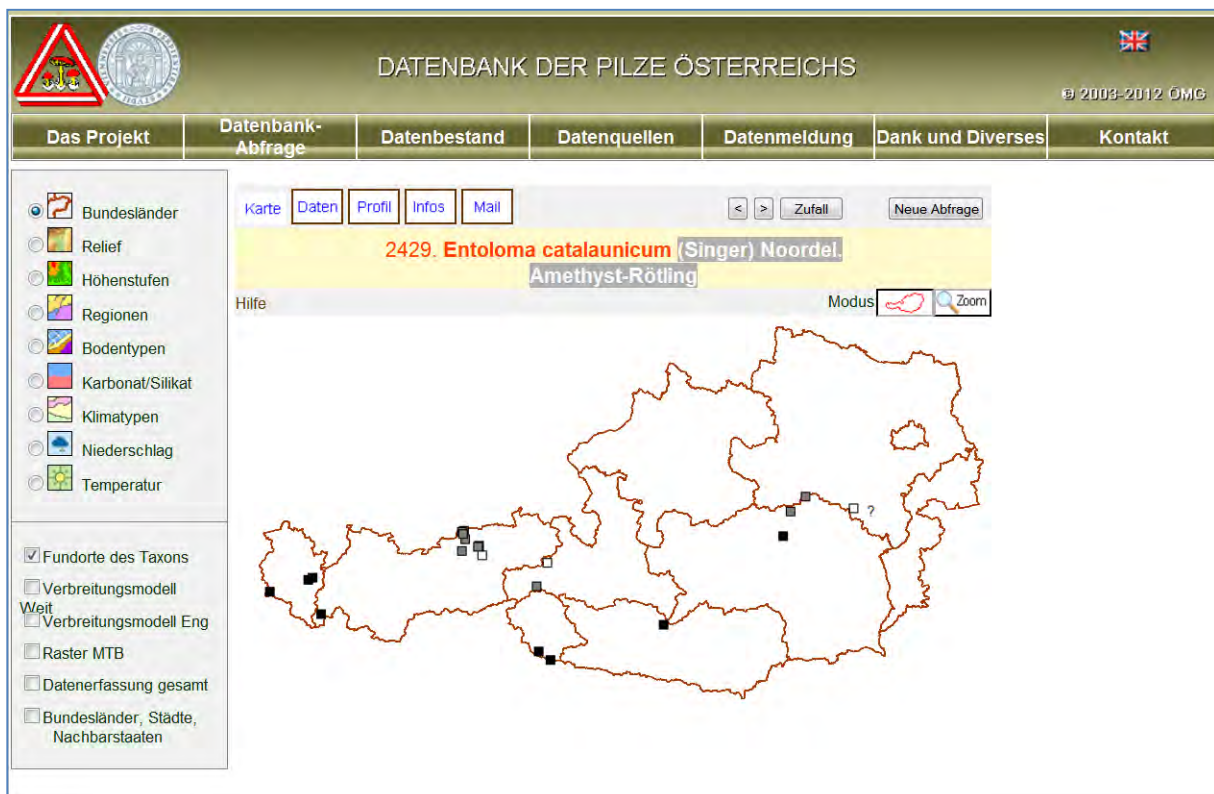 DATENBANK DER PILZE ÖSTERREICHS
© 2003-2012 ÖMG
Das Projekt
Datenbank-
Abfrage
Datenbestand
Datenquellen
Datenmeldung
Dank und Diverses
Kontakt
Bundesländer
Relief
Höhenstufen
Regionen
Bodentypen
Karbonat/Silikat
Klimatypen
Niederschlag
Temperatur
Fundorte des Taxons
Verbreitungsmodell
Weit
Verbreitungsmodell Eng
Raster MTB
Datenerfassung gesamt
Bundesländer, Städte,
Nachbarstaaten
Karte Daten Profil Infos Mail
< > Zufall Neue Abfrage
2429. Entoloma catalaunicum (Singer) Noordel.
Amethyst-Rötling
Hilfe
Modus Zoom
?